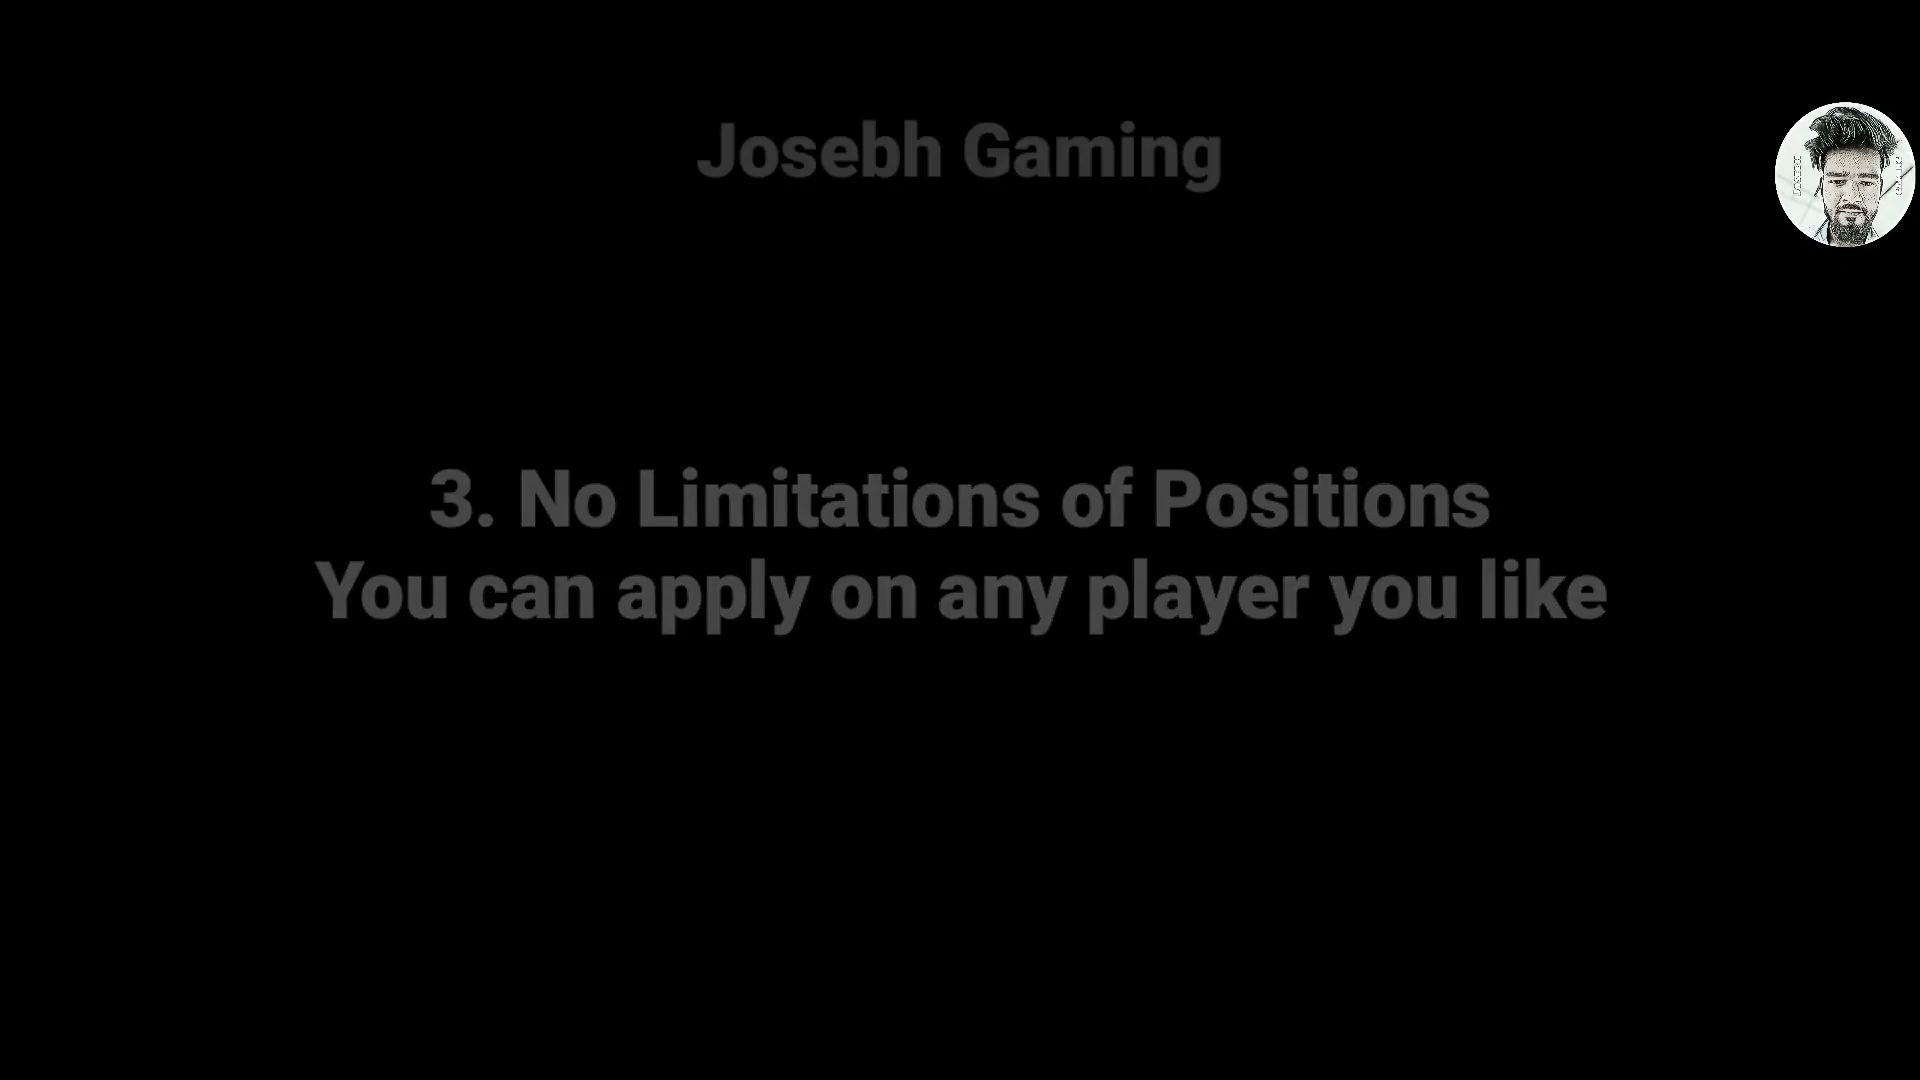 Josebh Gaming
3. No Limitations of Positions
You can apply on any player you like